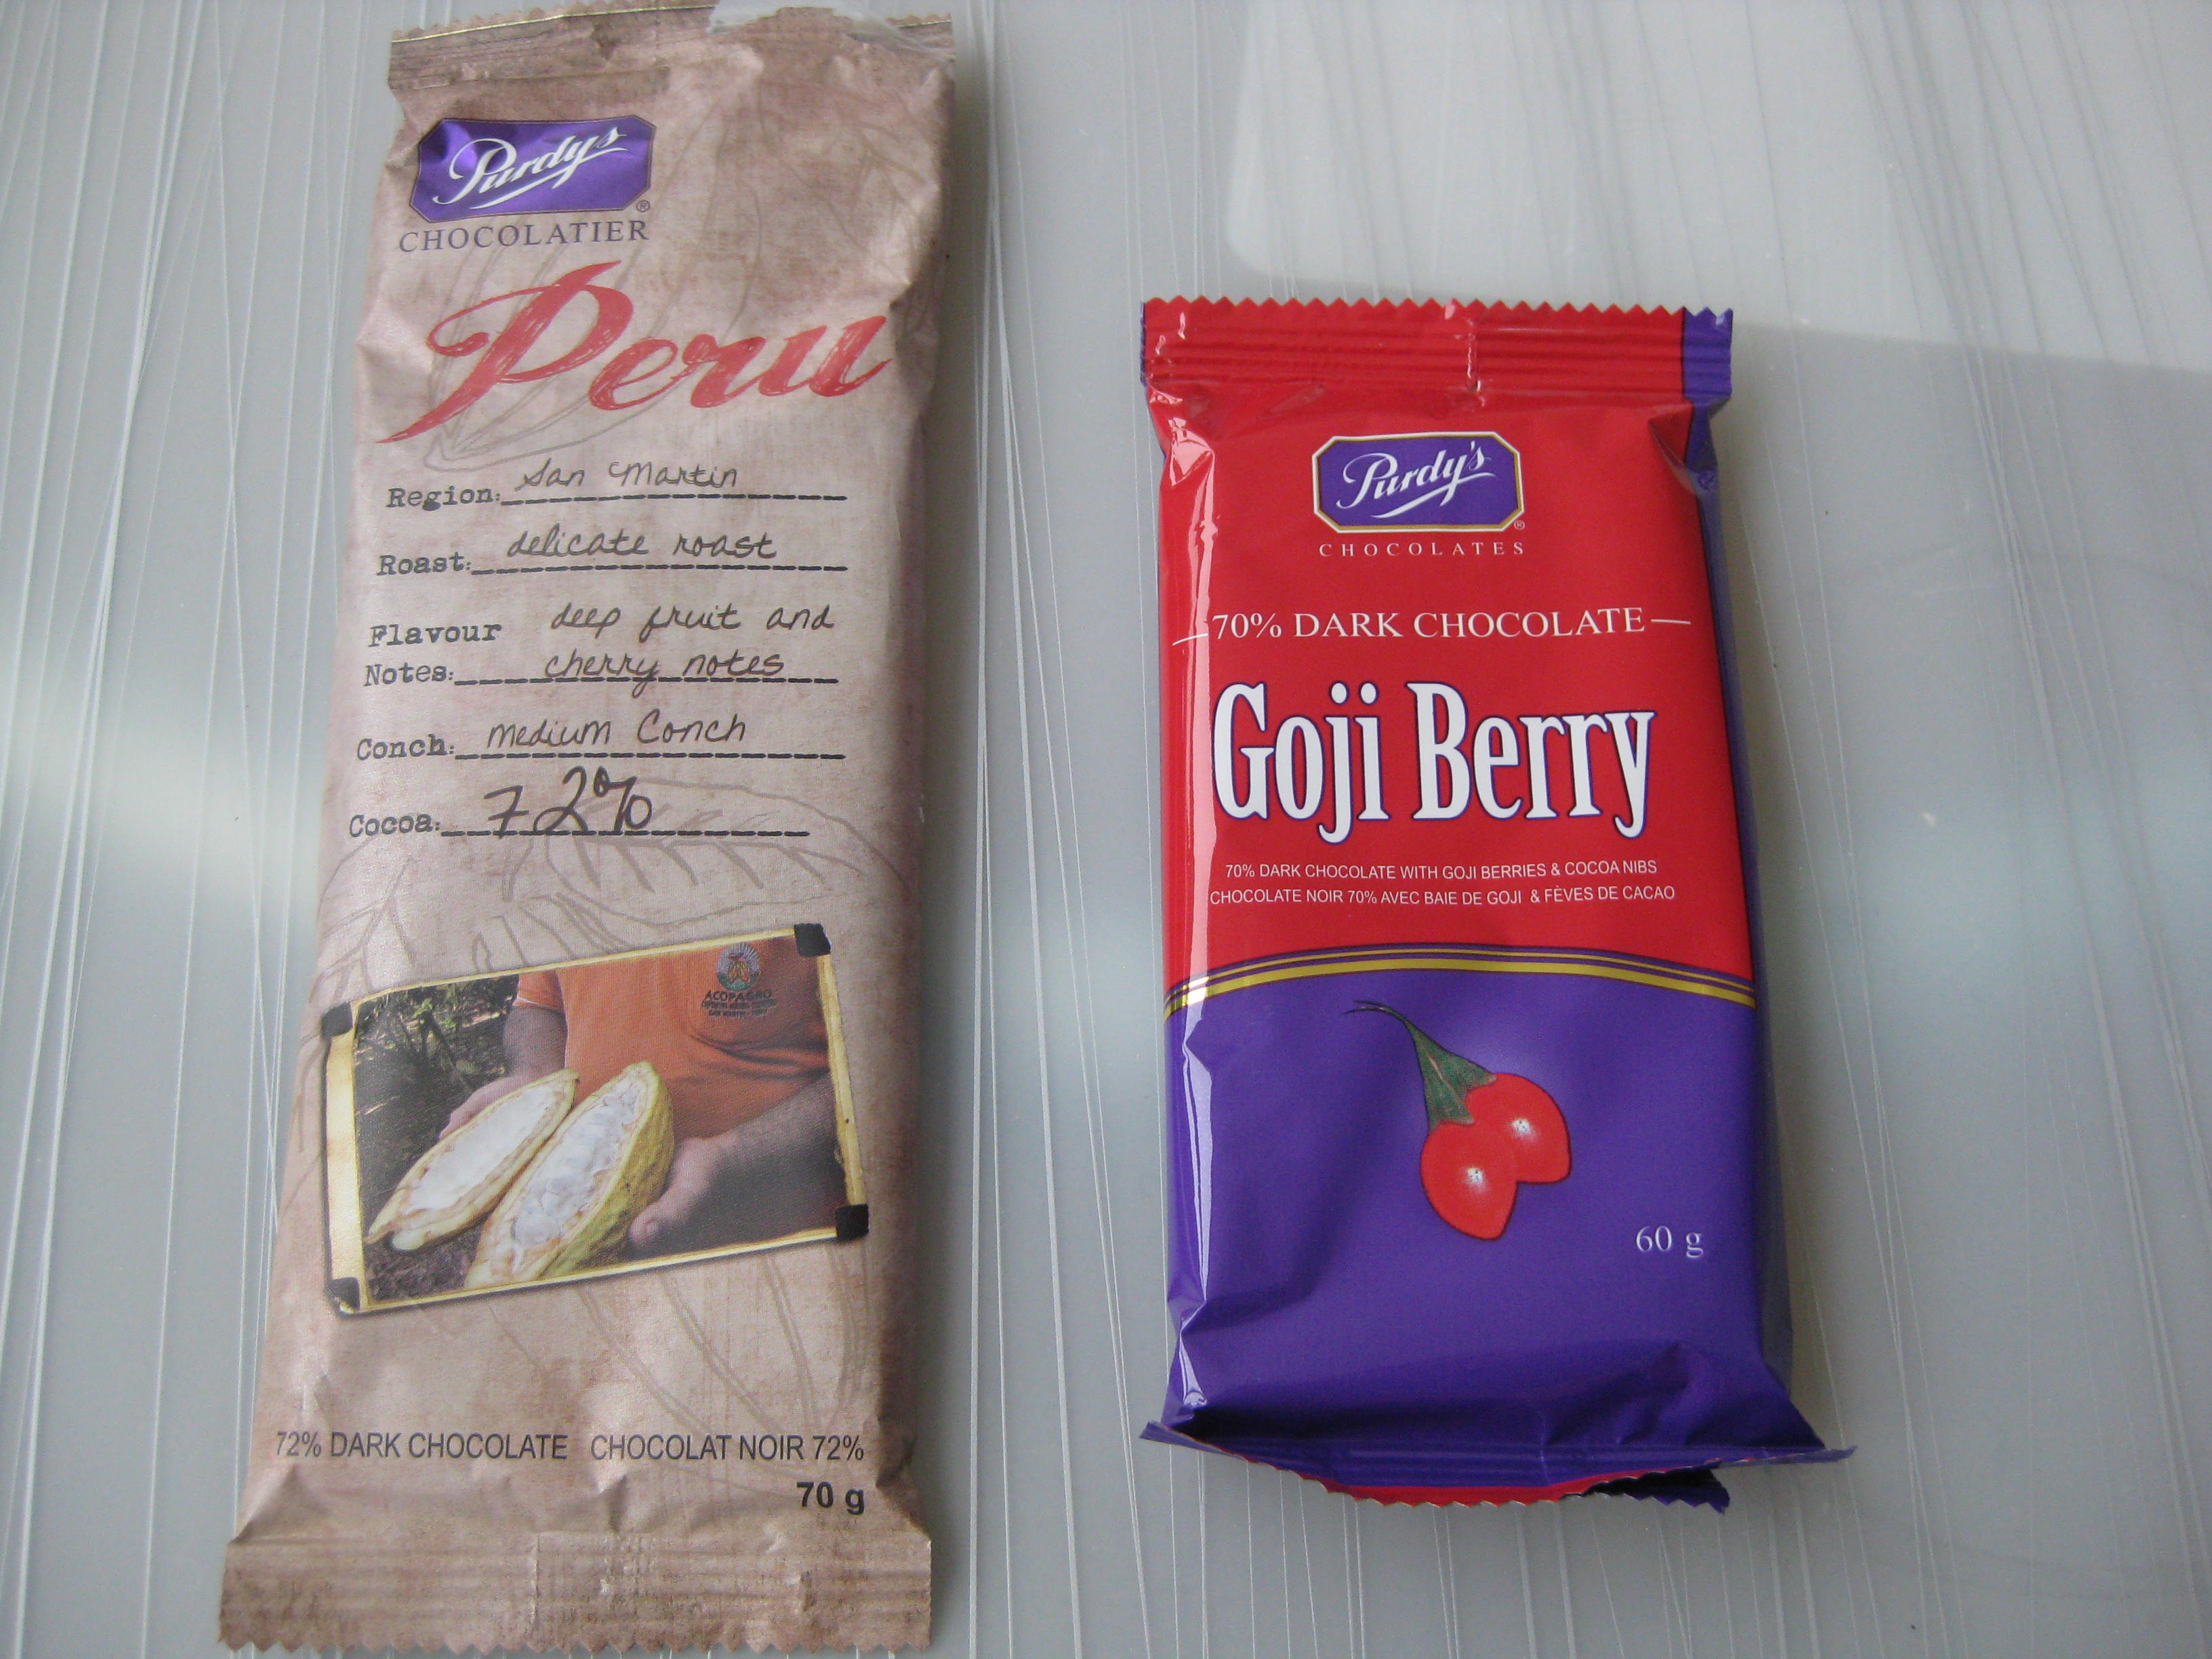 Purdys
®
CHOCOLATIER
Peru
Region: San Martin
Roast: delicate roast
Flavour deep fruit and
Notes: cherry notes
Conch: Medium Conch
Cocoa: 72%
ACOPAGRO
72% DARK CHOCOLATE CHOCOLAT NOIR 72%
70 g
Purdy's
®
CHOCOLATES
70% DARK CHOCOLATE
Goji Berry
70% DARK CHOCOLATE WITH GOJI BERRIES & COCOA NIBS
CHOCOLATE NOIR 70% AVEC BAIE DE GOJI & FÈVES DE CACAO
60 g